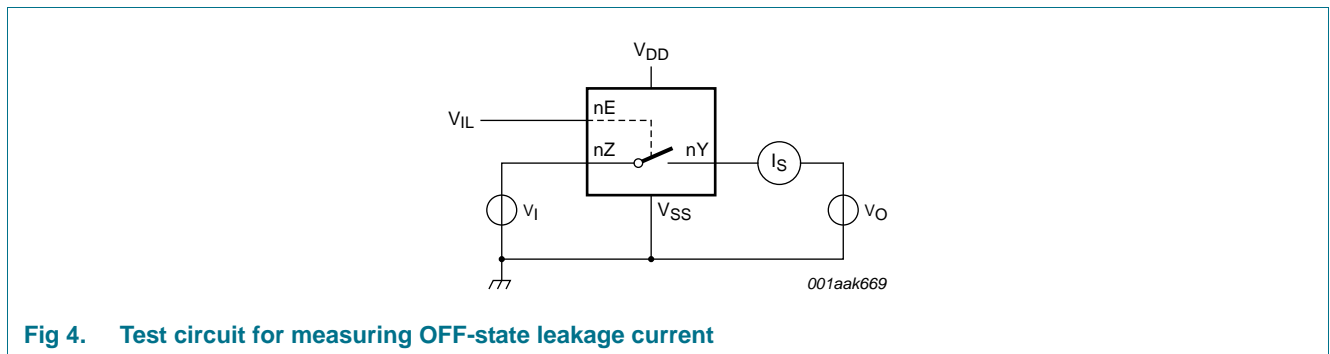 VDD
nE
VIL
nZ
nY
IS
VI
VSS
VO
001aak669
Fig 4. Test circuit for measuring OFF-state leakage current